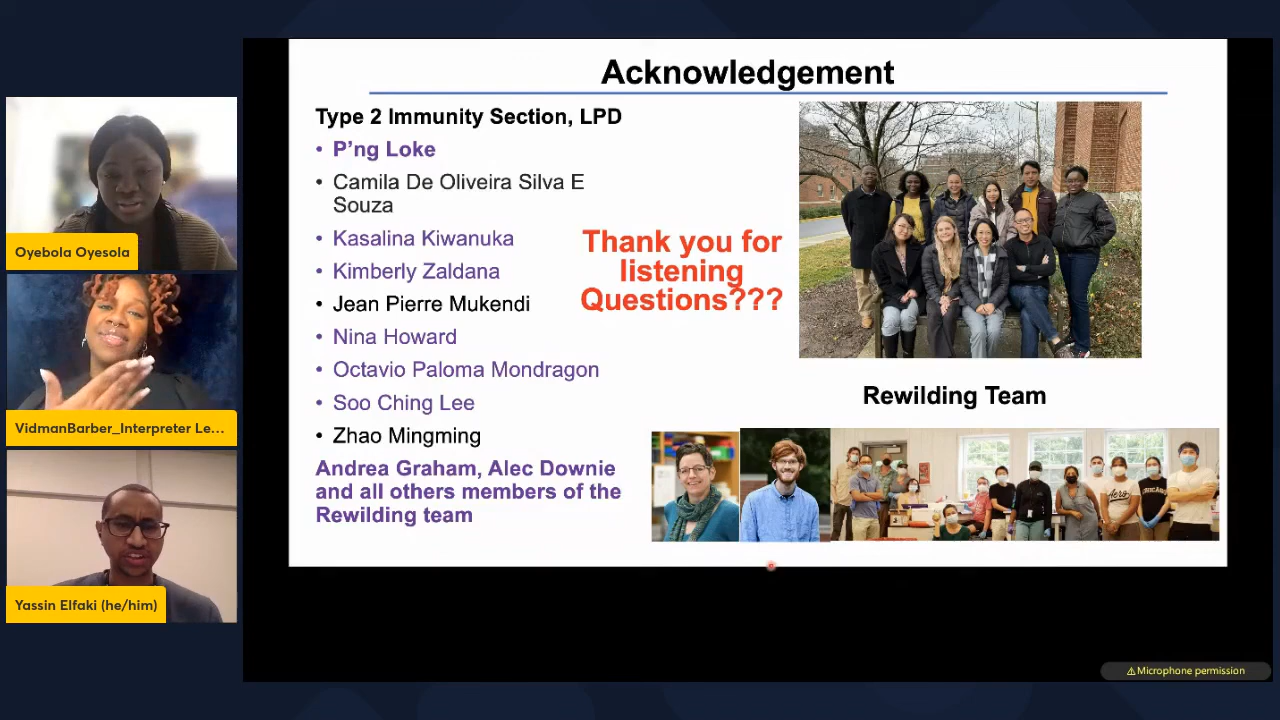 Acknowledgement
Type 2 Immunity Section, LPD
• P'ng Loke
• Camila De Oliveira Silva E
Souza
• Kasalina Kiwanuka
• Kimberly Zaldana
• Jean Pierre Mukendi
• Nina Howard
• Octavio Paloma Mondragon
• Soo Ching Lee
• Zhao Mingming
Andrea Graham, Alec Downie
and all others members of the
Rewilding team
Thank you for
listening
Questions???
Rewilding Team
Oyebola Oyesola
VidmanBarber_Interpreter Le...
Yassin Elfaki (he/him)
CHICAGO
⚠Microphone permission